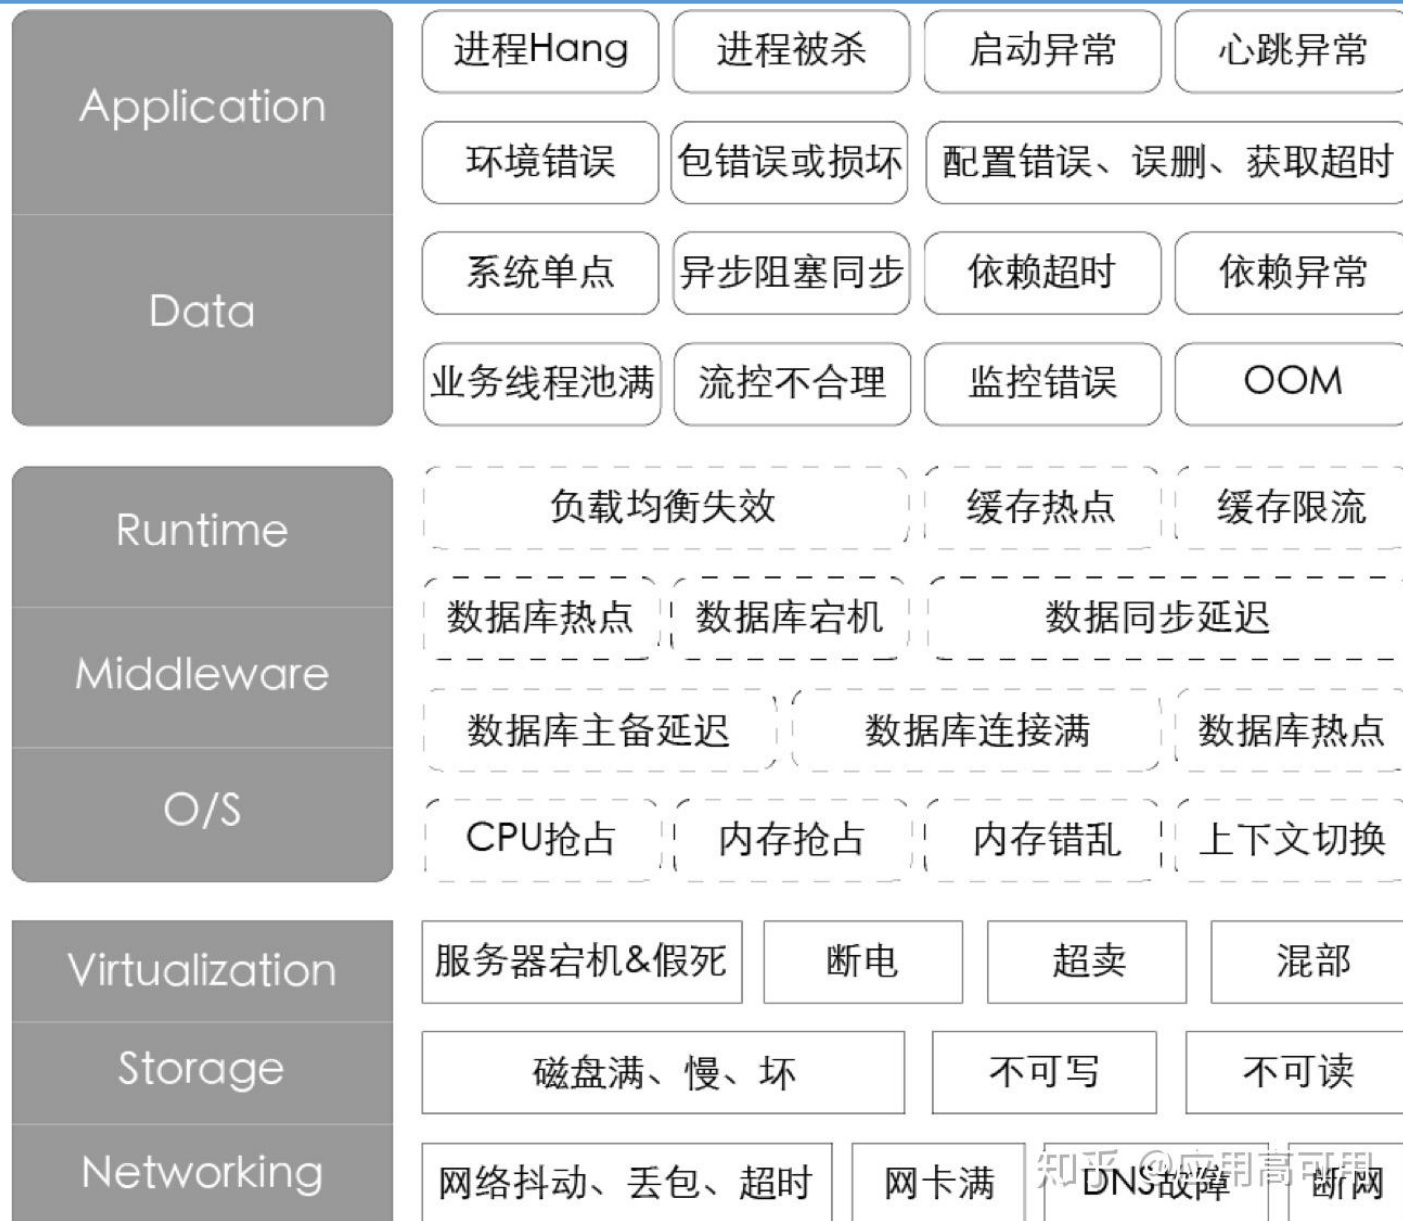 Application
进程Hang
进程被杀
启动异常
心跳异常
环境错误
包错误或损坏
配置错误、误删、获取超时
Data
系统单点
异步阻塞同步
依赖超时
依赖异常
业务线程池满
流控不合理
监控错误
OOM
Runtime
负载均衡失效
缓存热点
缓存限流
Middleware
数据库热点
数据库宕机
数据同步延迟
数据库主备延迟
数据库连接满
数据库热点
O/S
CPU抢占
内存抢占
内存错乱
上下文切换
Virtualization
服务器宕机&假死
断电
超卖
混部
Storage
磁盘满、慢、坏
不可写
不可读
Networking
网络抖动、丢包、超时
网卡满
DNS故障
断网
知乎 @应用高可用